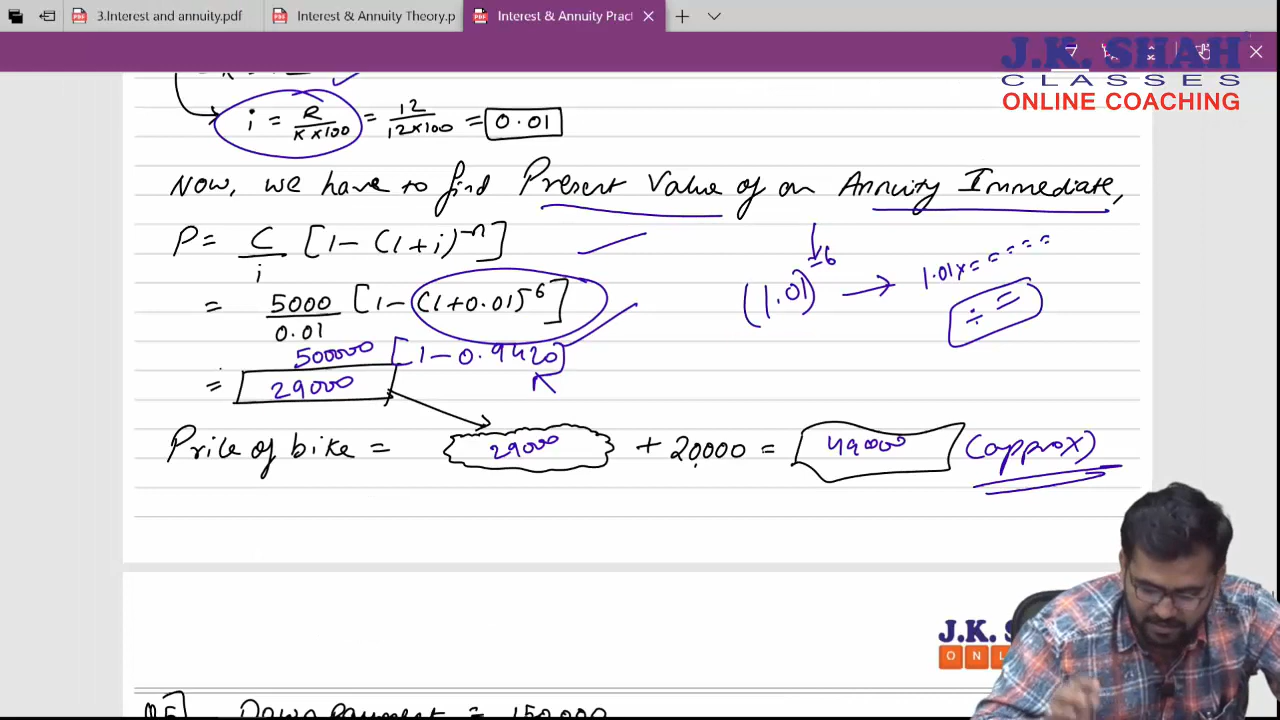 3.Interest and annuity.pdf
Interest & Annuity Theory.p
Interest & Annuity Pract
J.K. SHAH
CLASSES
ONLINE COACHING
i = R/(K×100) = 12/(12×100) = 0.01
Now, we have to find Present Value of an Annuity Immediate,
P = C/i [1 - (1+i)^-n]
= 5000/0.01 [1 - (1+0.01)^-6]
(1.01)^-6 → 1.01×= = = = =
÷ =
500000 [1 - 0.9420]
= 29000
Price of bike = 29000 + 20,000 = 49000 (approx)
J.K. S
O N L
Down payment = 150000